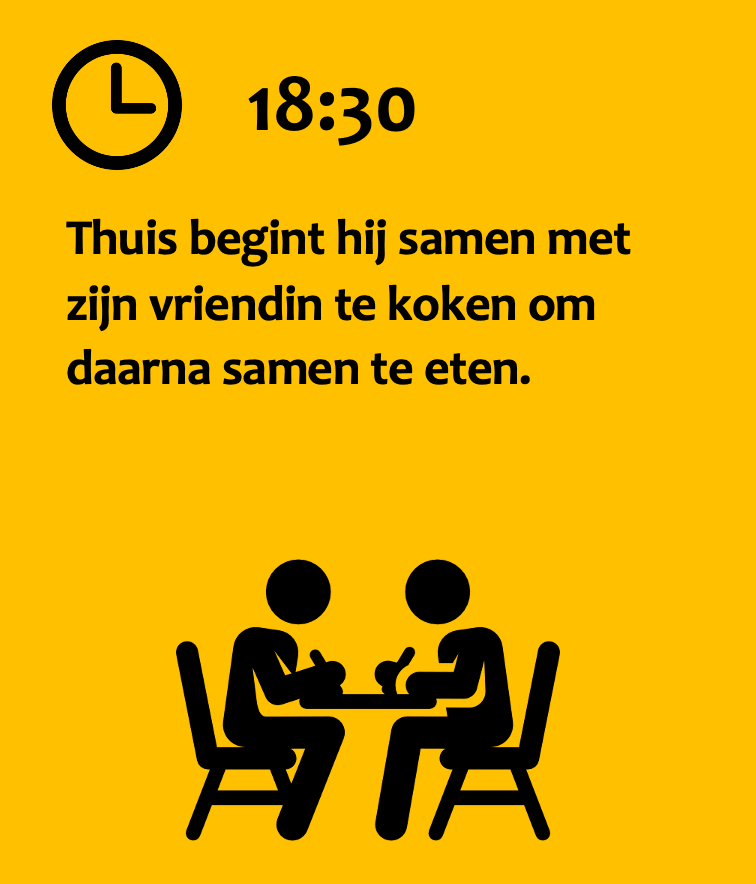 18:30
Thuis begint hij samen met
zijn vriendin te koken om
daarna samen te eten.